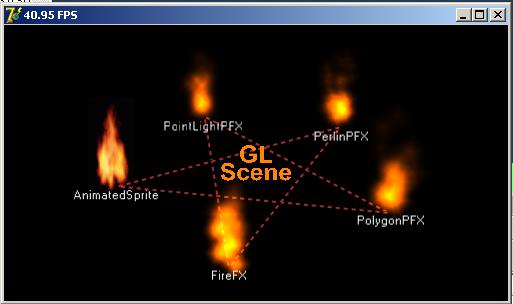 40.95 FPS
PointLightPFX
PerlinPFX
GL
Scene
AnimatedSprite
PolygonPFX
FireFX